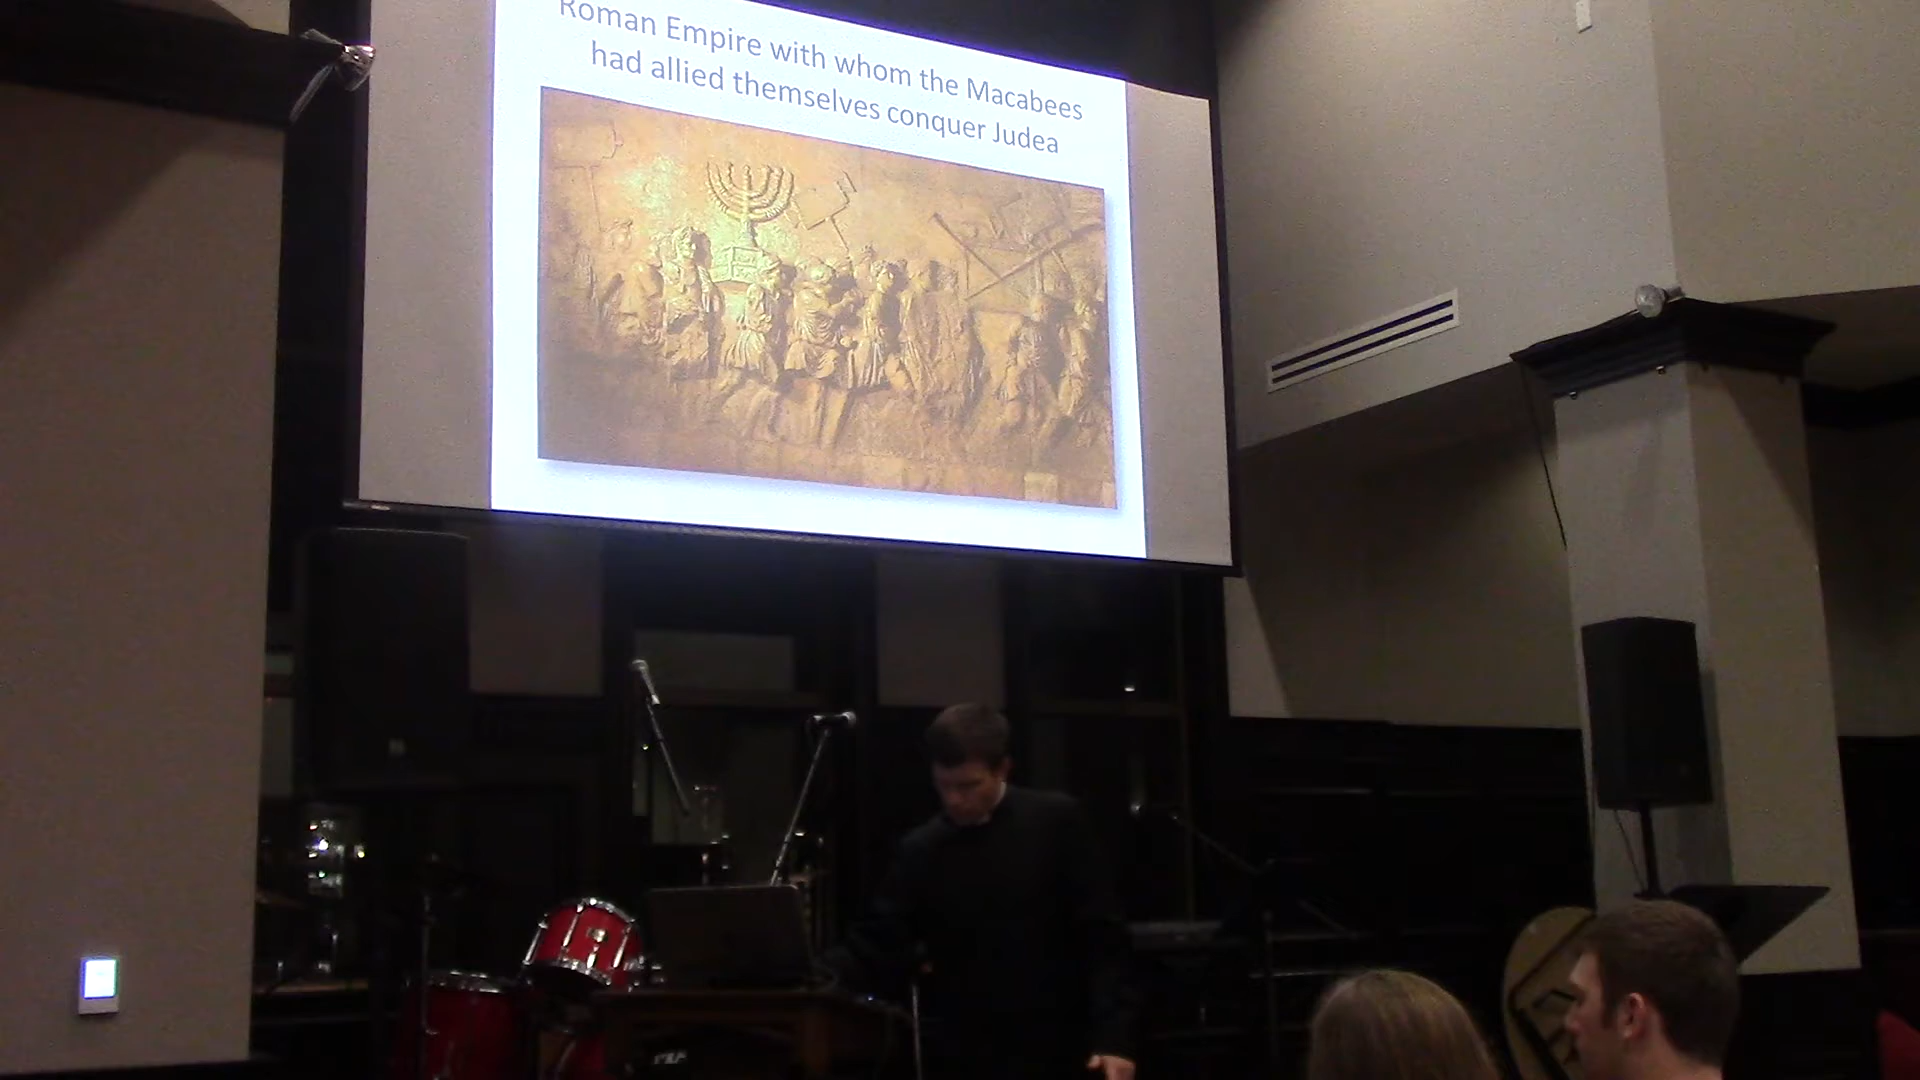 Roman Empire with whom the Macabees
had allied themselves conquer Judea